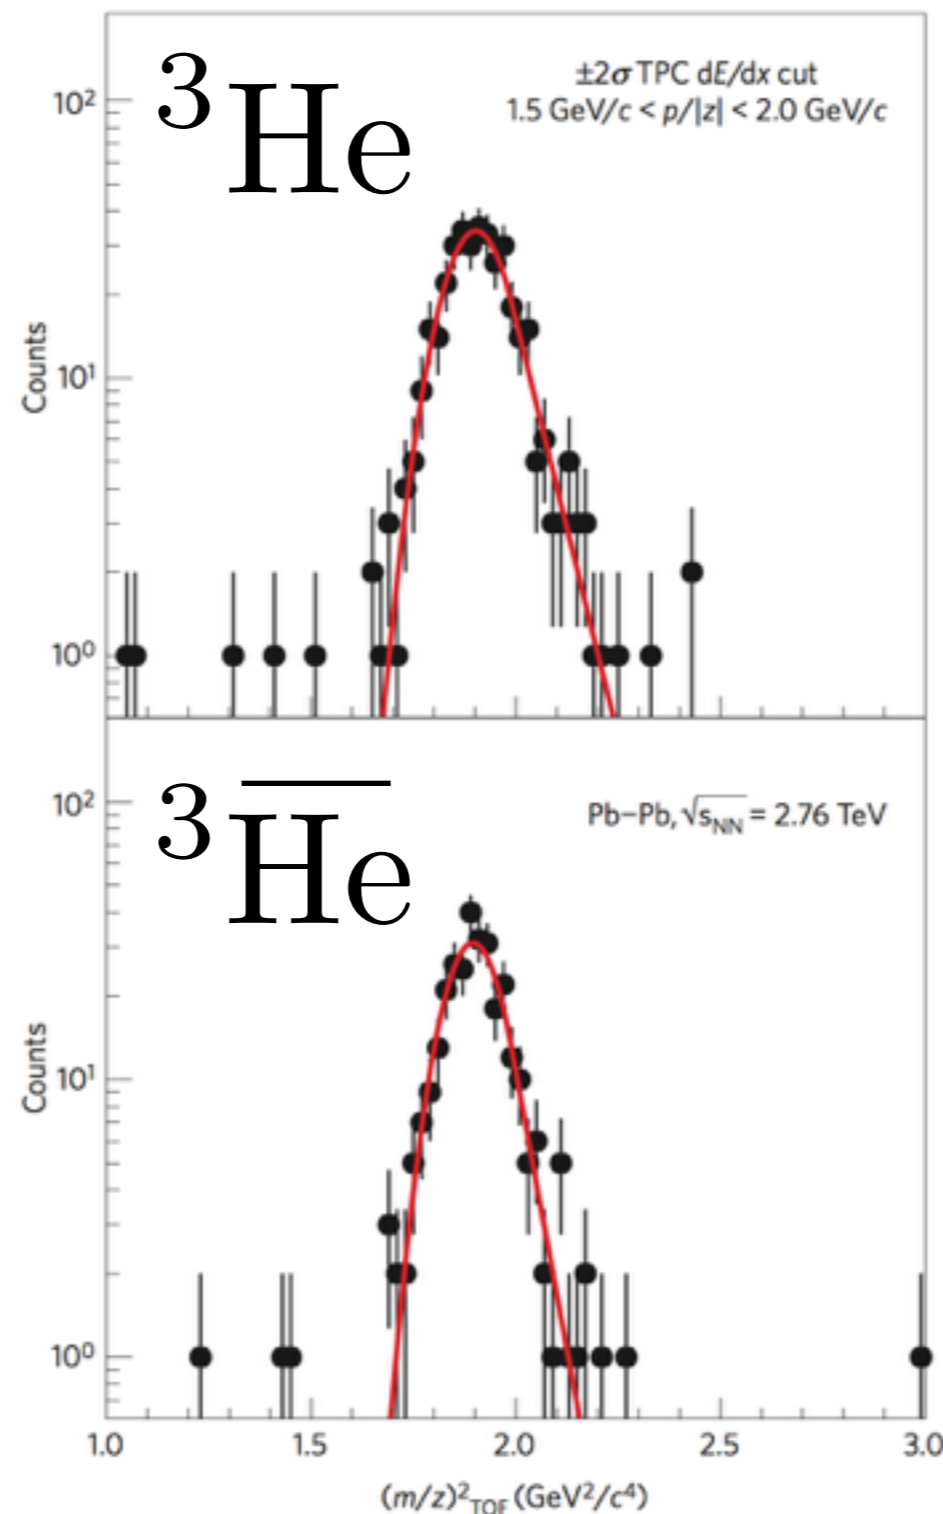 ³He
±2σ TPC dE/dx cut
1.5 GeV/c < p/|z| < 2.0 GeV/c
10²
10¹
10⁰
Counts
³H̅e̅
Pb−Pb, √sNN = 2.76 TeV
10²
10¹
10⁰
Counts
1.0 1.5 2.0 2.5 3.0
(m/z)²TOF (GeV²/c⁴)